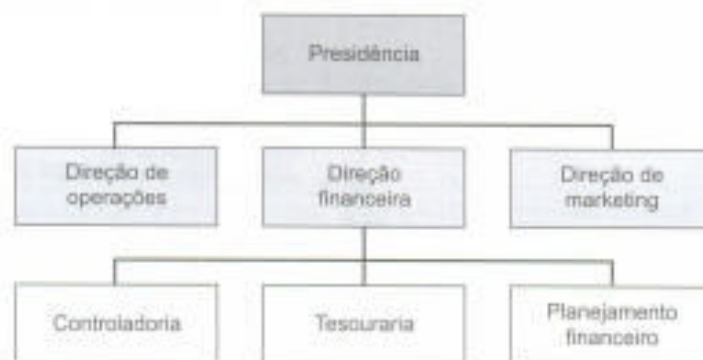 Presidência
Direção de
operações
Direção
financeira
Direção de
marketing
Controladoria
Tesouraria
Planejamento
financeiro